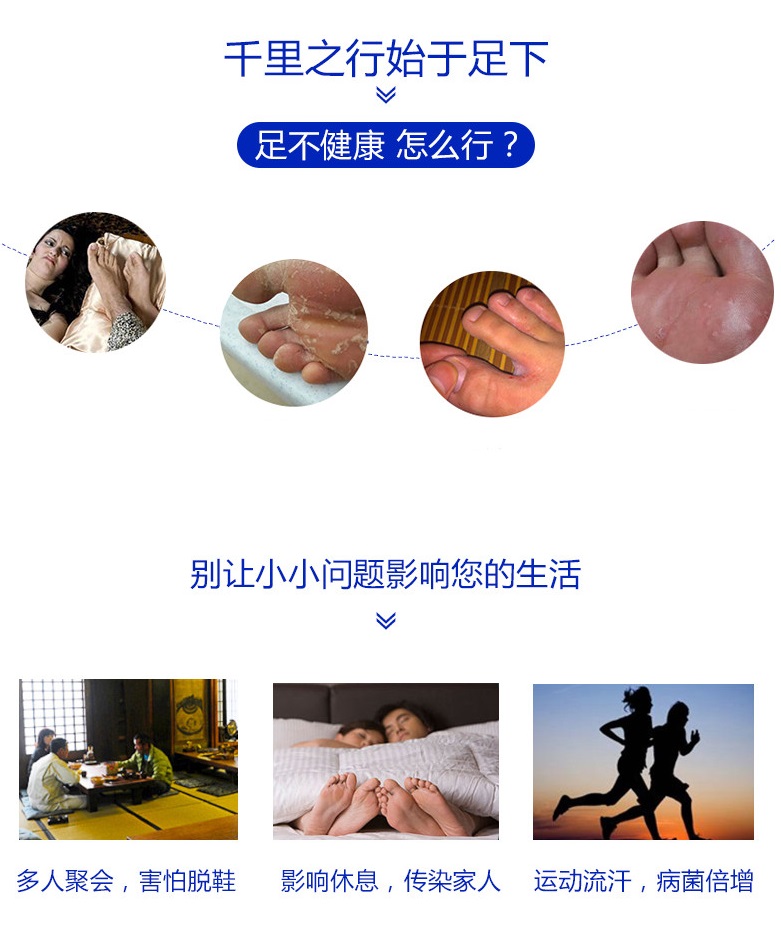 千里之行始于足下
足不健康 怎么行？
别让小小问题影响您的生活
多人聚会，害怕脱鞋
影响休息，传染家人
运动流汗，病菌倍增